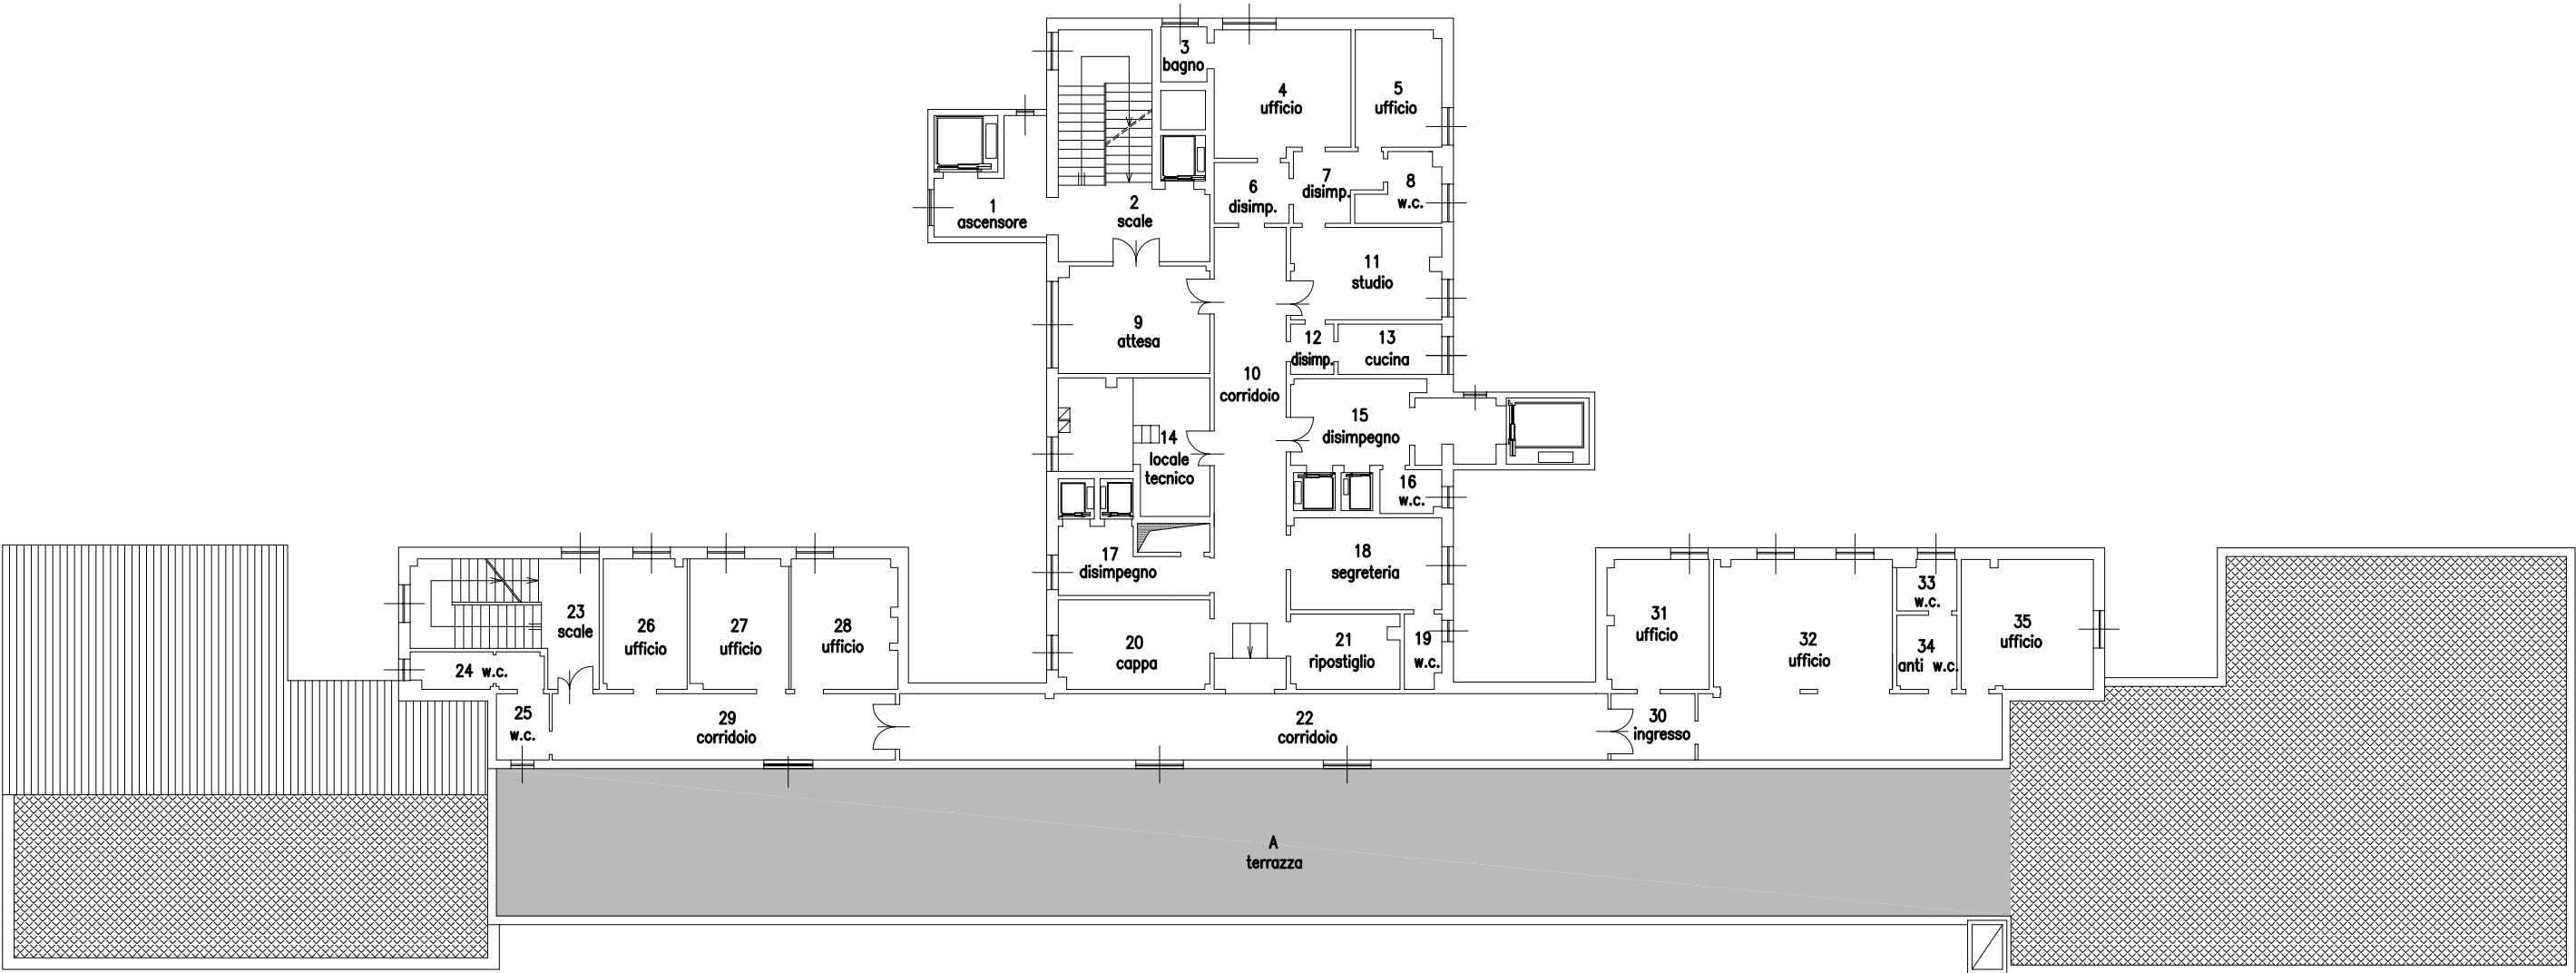 1
ascensore
2
scale
3
bagno
4
ufficio
5
ufficio
6
disimp.
7
disimp.
8
w.c.
9
attesa
10
corridoio
11
studio
12
disimp.
13
cucina
14
locale
tecnico
15
disimpegno
16
w.c.
17
disimpegno
18
segreteria
19
w.c.
20
cappa
21
ripostiglio
22
corridoio
23
scale
24 w.c.
25
w.c.
26
ufficio
27
ufficio
28
ufficio
29
corridoio
30
ingresso
31
ufficio
32
ufficio
33
w.c.
34
anti w.c.
35
ufficio
A
terrazza